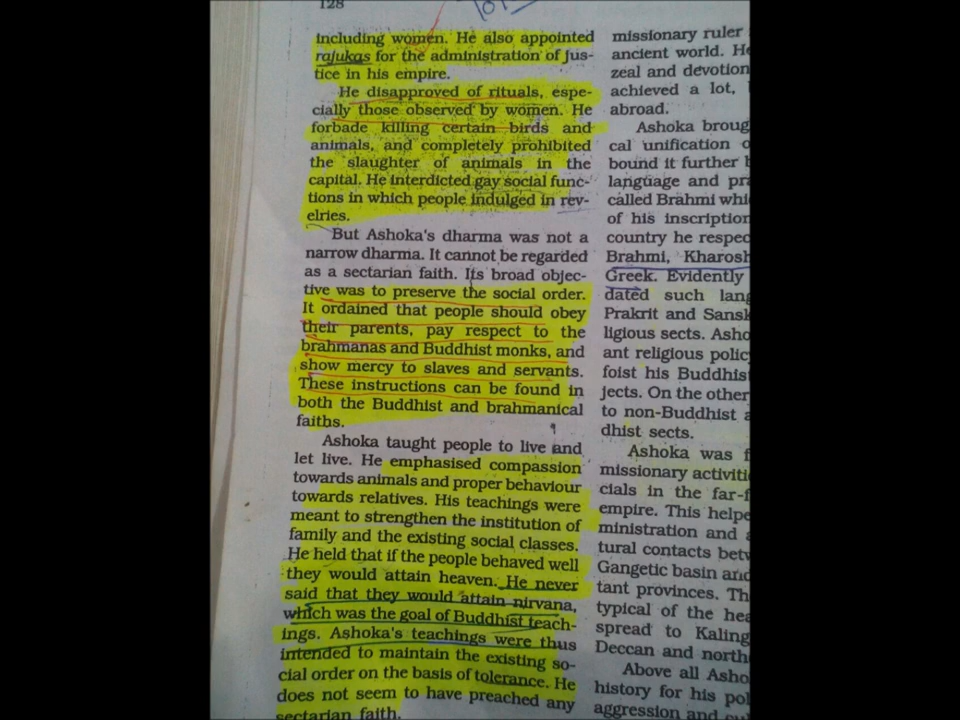 128
including women. He also appointed
rajukas for the administration of jus-
tice in his empire.
He disapproved of rituals, espe-
cially those observed by women. He
forbade killing certain birds and
animals, and completely prohibited
the slaughter of animals in the
capital. He interdicted gay social func-
tions in which people indulged in rev-
elries.
But Ashoka's dharma was not a
narrow dharma. It cannot be regarded
as a sectarian faith. Its broad objec-
tive was to preserve the social order.
It ordained that people should obey
their parents, pay respect to the
brahmanas and Buddhist monks, and
show mercy to slaves and servants.
These instructions can be found in
both the Buddhist and brahmanical
faiths.
Ashoka taught people to live and
let live. He emphasised compassion
towards animals and proper behaviour
towards relatives. His teachings were
meant to strengthen the institution of
family and the existing social classes.
He held that if the people behaved well
they would attain heaven. He never
said that they would attain nirvana,
which was the goal of Buddhist teach-
ings. Ashoka's teachings were thus
intended to maintain the existing so-
cial order on the basis of tolerance. He
does not seem to have preached any
sectarian faith.
missionary ruler
ancient world. He
zeal and devotion
achieved a lot,
abroad.
Ashoka broug
cal unification o
bound it further b
language and pra
called Brahmi whi
of his inscription
country he respec
Brahmi, Kharosh
Greek. Evidently
dated such lang
Prakrit and Sansk
ligious sects. Asho
ant religious policy
foist his Buddhist
jects. On the other
to non-Buddhist a
dhist sects.
Ashoka was f
missionary activiti
cials in the far-f
empire. This helpe
ministration and a
tural contacts betw
Gangetic basin and
tant provinces. Th
typical of the hea
spread to Kaling
Deccan and north
Above all Asho
history for his pol
aggression and